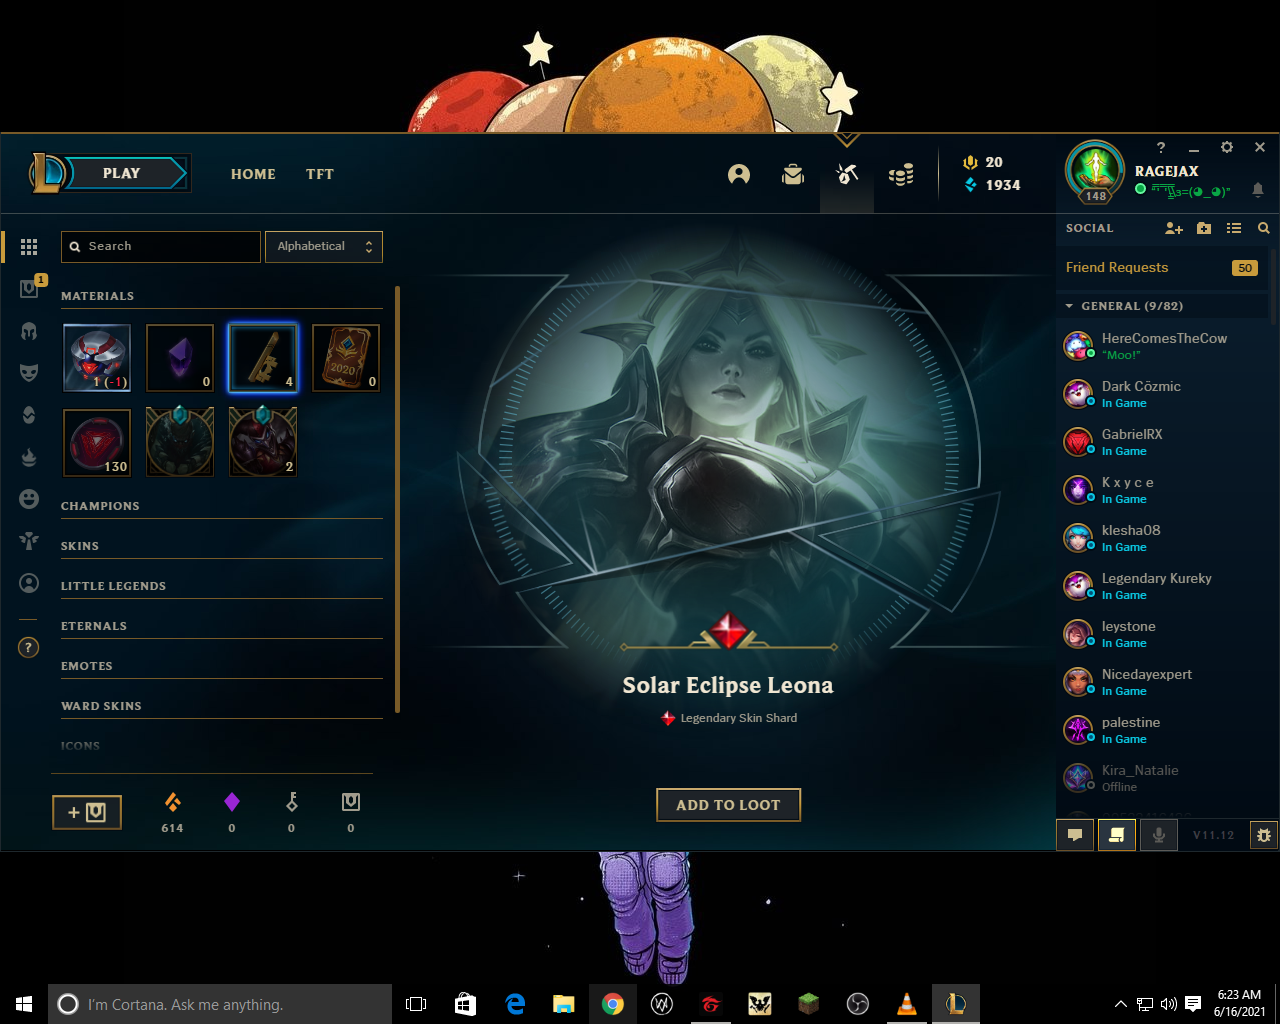 PLAY
HOME
TFT
20
1934
148
?
RAGEJAX
Search
Alphabetical
1
MATERIALS
1 (-1)
0
4
2020
0
130
2
CHAMPIONS
SKINS
LITTLE LEGENDS
ETERNALS
EMOTES
WARD SKINS
ICONS
?
614
0
0
0
Solar Eclipse Leona
Legendary Skin Shard
ADD TO LOOT
SOCIAL
Friend Requests
50
GENERAL (9/82)
HereComesTheCow
"Moo!"
Dark Cözmic
In Game
GabrielRX
In Game
K x y c e
In Game
klesha08
In Game
Legendary Kureky
In Game
leystone
In Game
Nicedayexpert
In Game
palestine
In Game
Kira_Natalie
Offline
V11.12
I'm Cortana. Ask me anything.
6:23 AM
6/16/2021